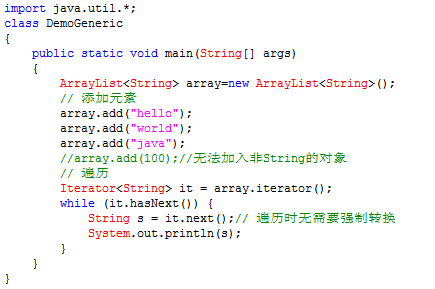 import java.util.*;
class DemoGeneric
{
    public static void main(String[] args)
    {
        ArrayList<String> array=new ArrayList<String>();
        // 添加元素
        array.add("hello");
        array.add("world");
        array.add("java");
        //array.add(100);//无法加入非String的对象
        // 遍历
        Iterator<String> it = array.iterator();
        while (it.hasNext()) {
            String s = it.next();// 遍历时无需要强制转换
            System.out.println(s);
        }
    }
}